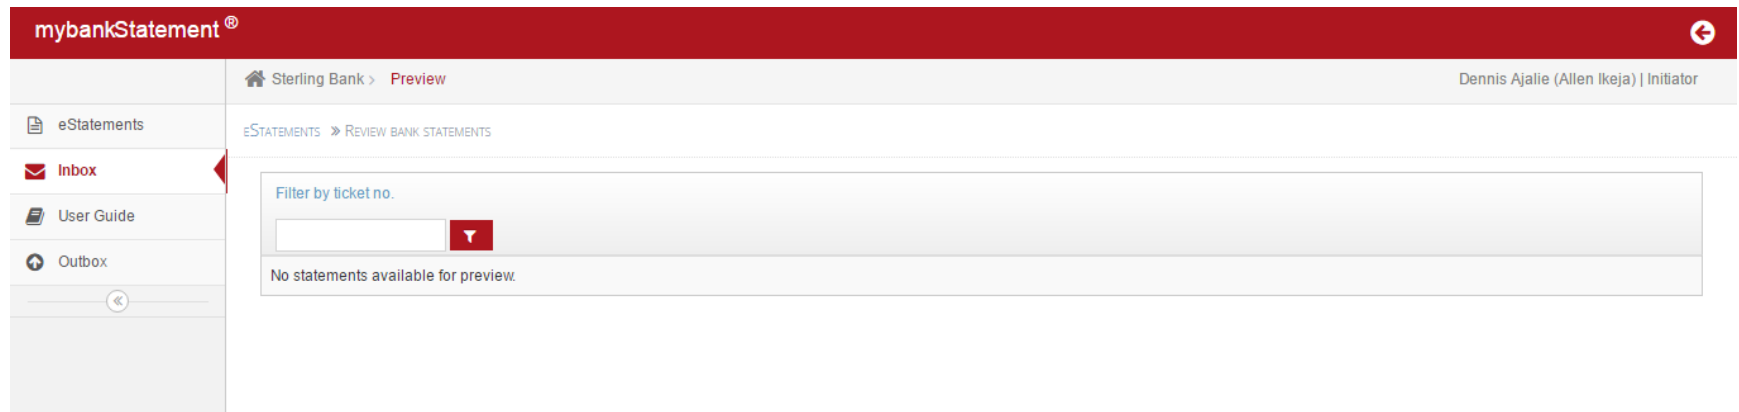 mybankStatement ®
Sterling Bank > Preview
Dennis Ajalie (Allen Ikeja) | Initiator
eStatements
Inbox
User Guide
Outbox
eStatements » Review bank statements
Filter by ticket no.
No statements available for preview.